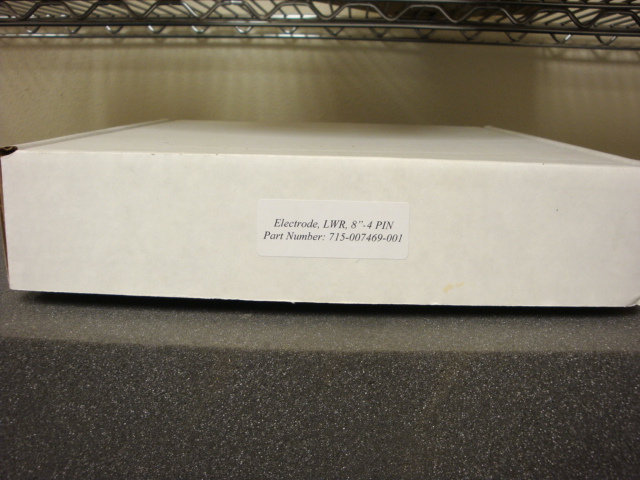 Electrode, LWR, 8"-4 PIN
Part Number: 715-007469-001